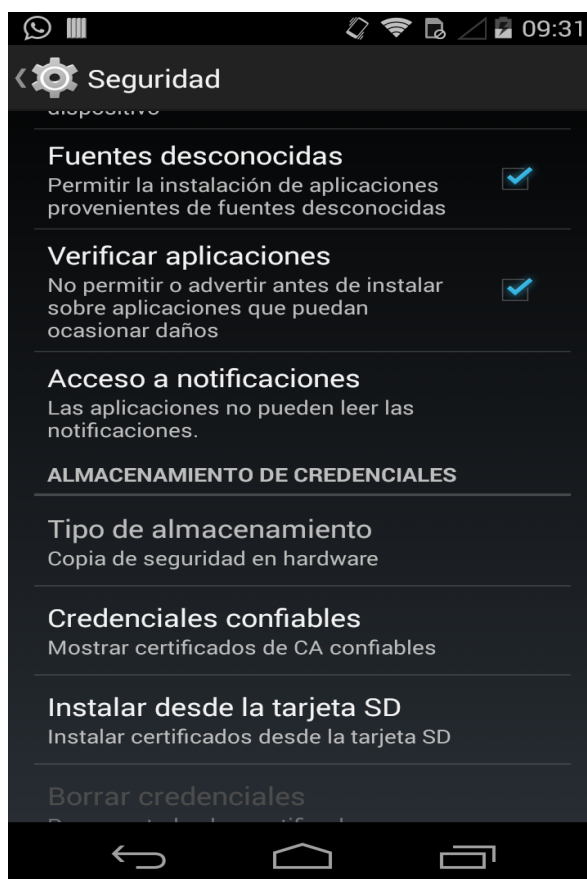 09:31
Seguridad
dispositivo
Fuentes desconocidas
Permitir la instalación de aplicaciones
provenientes de fuentes desconocidas
Verificar aplicaciones
No permitir o advertir antes de instalar
sobre aplicaciones que puedan
ocasionar daños
Acceso a notificaciones
Las aplicaciones no pueden leer las
notificaciones.
ALMACENAMIENTO DE CREDENCIALES
Tipo de almacenamiento
Copia de seguridad en hardware
Credenciales confiables
Mostrar certificados de CA confiables
Instalar desde la tarjeta SD
Instalar certificados desde la tarjeta SD
Borrar credenciales